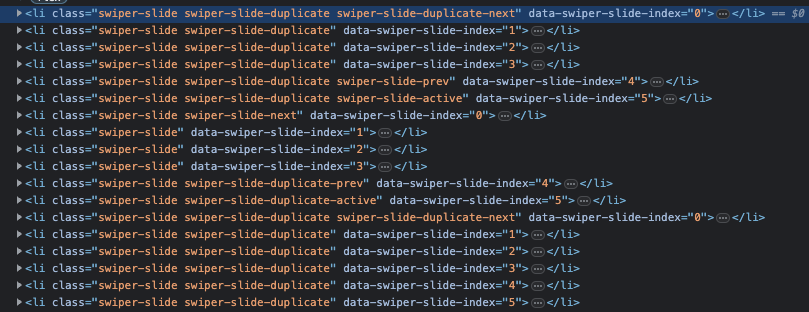 <li class="swiper-slide swiper-slide-duplicate swiper-slide-duplicate-next" data-swiper-slide-index="0">⋯</li> == $0
<li class="swiper-slide swiper-slide-duplicate" data-swiper-slide-index="1">⋯</li>
<li class="swiper-slide swiper-slide-duplicate" data-swiper-slide-index="2">⋯</li>
<li class="swiper-slide swiper-slide-duplicate" data-swiper-slide-index="3">⋯</li>
<li class="swiper-slide swiper-slide-duplicate swiper-slide-prev" data-swiper-slide-index="4">⋯</li>
<li class="swiper-slide swiper-slide-duplicate swiper-slide-active" data-swiper-slide-index="5">⋯</li>
<li class="swiper-slide swiper-slide-next" data-swiper-slide-index="0">⋯</li>
<li class="swiper-slide" data-swiper-slide-index="1">⋯</li>
<li class="swiper-slide" data-swiper-slide-index="2">⋯</li>
<li class="swiper-slide" data-swiper-slide-index="3">⋯</li>
<li class="swiper-slide swiper-slide-duplicate-prev" data-swiper-slide-index="4">⋯</li>
<li class="swiper-slide swiper-slide-duplicate-active" data-swiper-slide-index="5">⋯</li>
<li class="swiper-slide swiper-slide-duplicate swiper-slide-duplicate-next" data-swiper-slide-index="0">⋯</li>
<li class="swiper-slide swiper-slide-duplicate" data-swiper-slide-index="1">⋯</li>
<li class="swiper-slide swiper-slide-duplicate" data-swiper-slide-index="2">⋯</li>
<li class="swiper-slide swiper-slide-duplicate" data-swiper-slide-index="3">⋯</li>
<li class="swiper-slide swiper-slide-duplicate" data-swiper-slide-index="4">⋯</li>
<li class="swiper-slide swiper-slide-duplicate" data-swiper-slide-index="5">⋯</li>